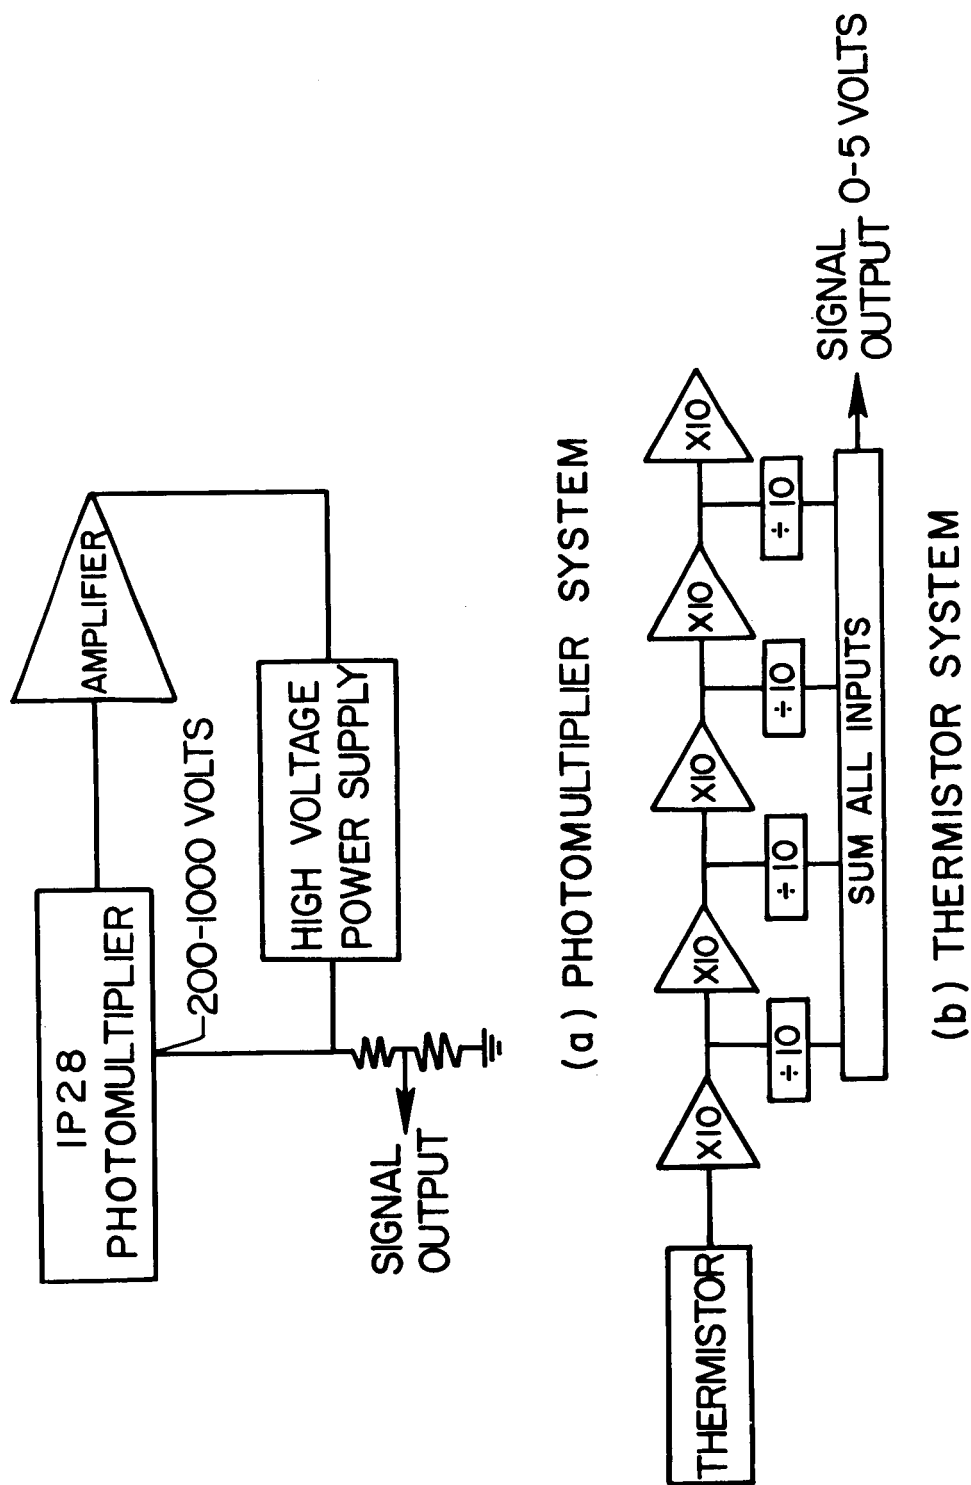 IP28
PHOTOMULTIPLIER
AMPLIFIER
200-1000 VOLTS
HIGH VOLTAGE
POWER SUPPLY
SIGNAL
OUTPUT
(a) PHOTOMULTIPLIER SYSTEM
THERMISTOR
X10
X10
X10
X10
X10
÷ 10
÷ 10
÷ 10
÷ 10
SUM ALL INPUTS
SIGNAL
OUTPUT 0-5 VOLTS
(b) THERMISTOR SYSTEM